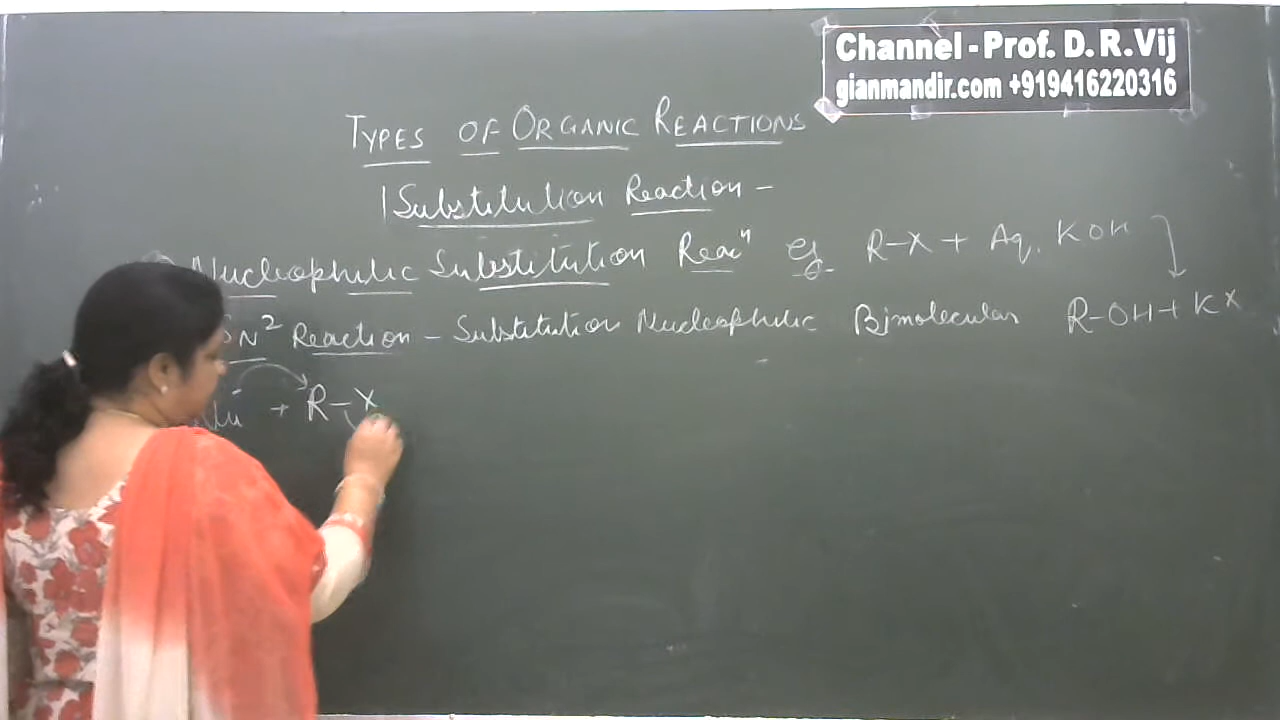 Channel - Prof. D. R. Vij
gianmandir.com +919416220316
TYPES OF ORGANIC REACTIONS
Substitution Reaction -
Nucleophilic Substitution Reacⁿ eg R-X + Aq. KOH
SN² Reaction - Substitution Nucleophilic Bimolecular R-OH + KX
Nu⁻ + R-X